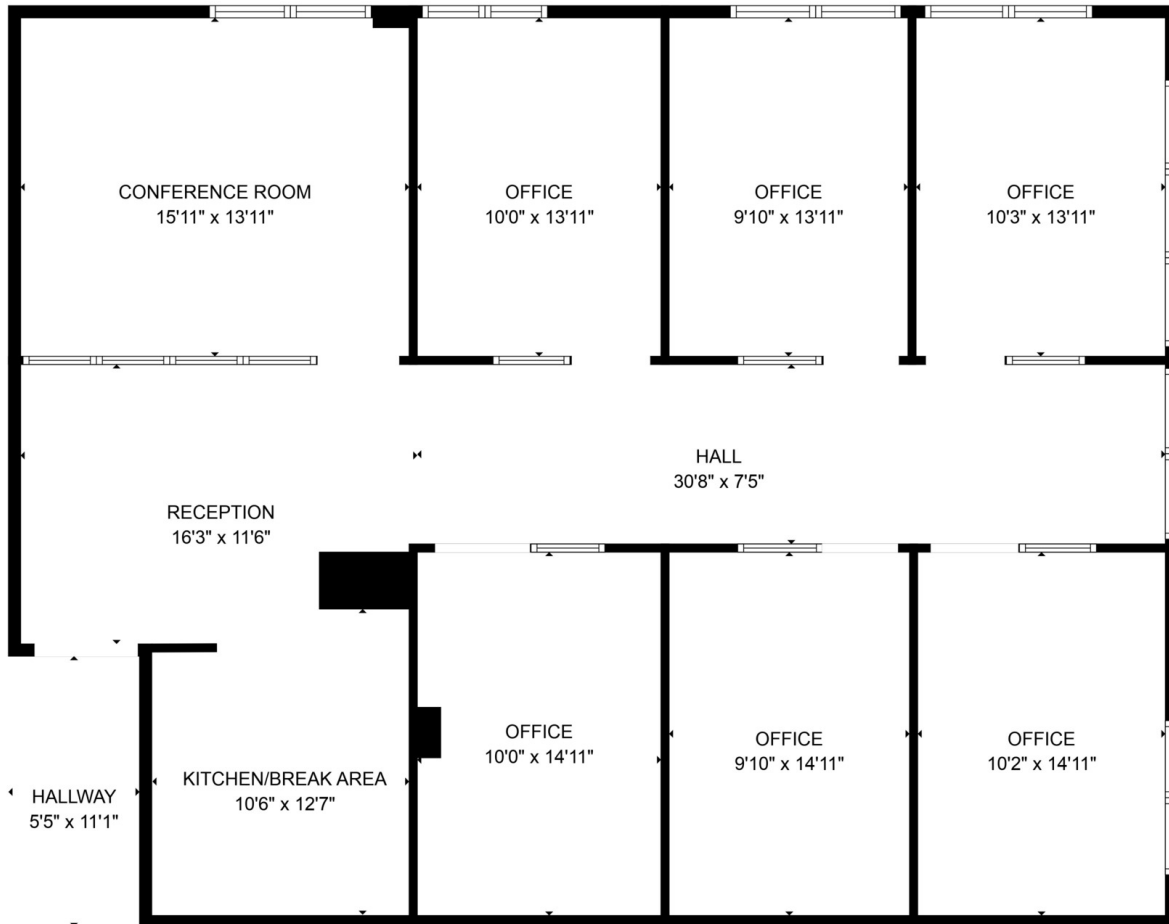 CONFERENCE ROOM
15'11" x 13'11"
OFFICE
10'0" x 13'11"
OFFICE
9'10" x 13'11"
OFFICE
10'3" x 13'11"
HALL
30'8" x 7'5"
RECEPTION
16'3" x 11'6"
OFFICE
10'0" x 14'11"
OFFICE
9'10" x 14'11"
OFFICE
10'2" x 14'11"
KITCHEN/BREAK AREA
10'6" x 12'7"
HALLWAY
5'5" x 11'1"